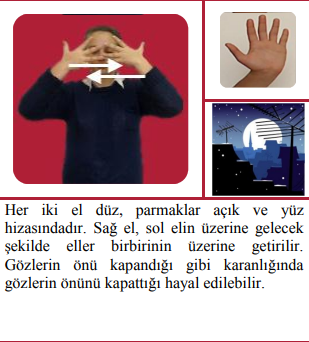 Her iki el düz, parmaklar açık ve yüz
hizasındadır. Sağ el, sol elin üzerine gelecek
şekilde eller birbirinin üzerine getirilir.
Gözlerin önü kapandığı gibi karanlığında
gözlerin önünü kapattığı hayal edilebilir.